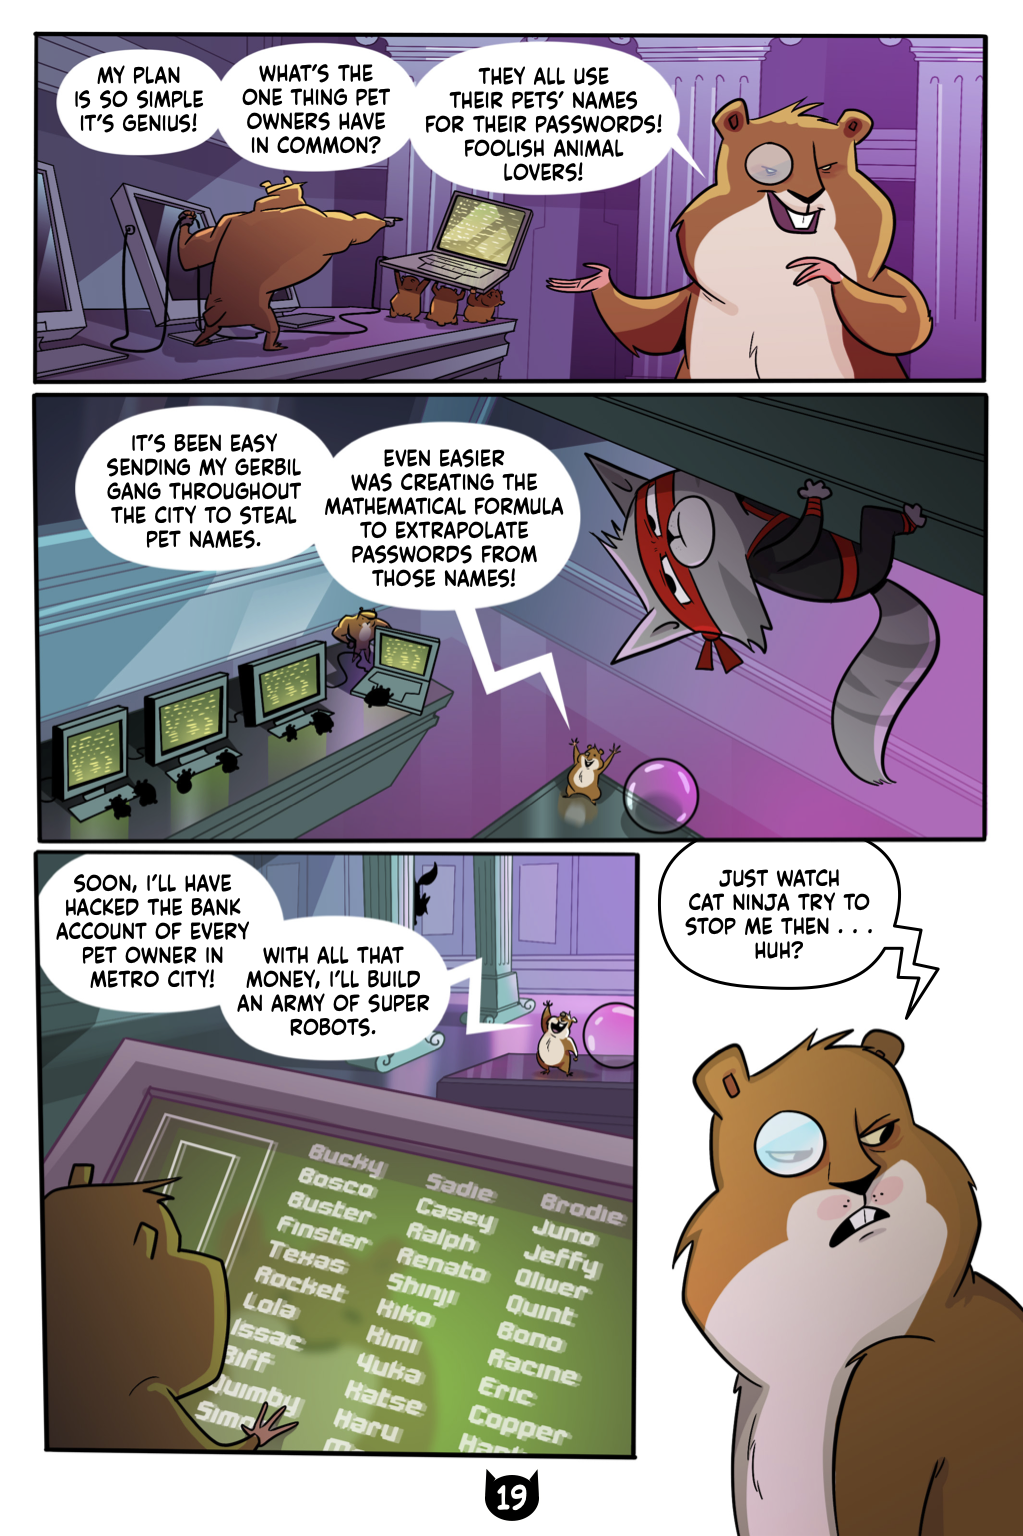 MY PLAN
IS SO SIMPLE
IT'S GENIUS!
WHAT'S THE
ONE THING PET
OWNERS HAVE
IN COMMON?
THEY ALL USE
THEIR PETS' NAMES
FOR THEIR PASSWORDS!
FOOLISH ANIMAL
LOVERS!
IT'S BEEN EASY
SENDING MY GERBIL
GANG THROUGHOUT
THE CITY TO STEAL
PET NAMES.
EVEN EASIER
WAS CREATING THE
MATHEMATICAL FORMULA
TO EXTRAPOLATE
PASSWORDS FROM
THOSE NAMES!
SOON, I'LL HAVE
HACKED THE BANK
ACCOUNT OF EVERY
PET OWNER IN
METRO CITY!
WITH ALL THAT
MONEY, I'LL BUILD
AN ARMY OF SUPER
ROBOTS.
Bucky
Bosco
Buster
Finster
Texas
Rocket
Lola
Issac
Biff
Quimby
Sadie
Casey
Ralph
Renato
Shinji
Kiko
Kimi
Yuka
Katse
Haru
Brodie
Juno
Jeffy
Oliver
Quint
Bono
Racine
Eric
Copper
JUST WATCH
CAT NINJA TRY TO
STOP ME THEN . . .
HUH?
19